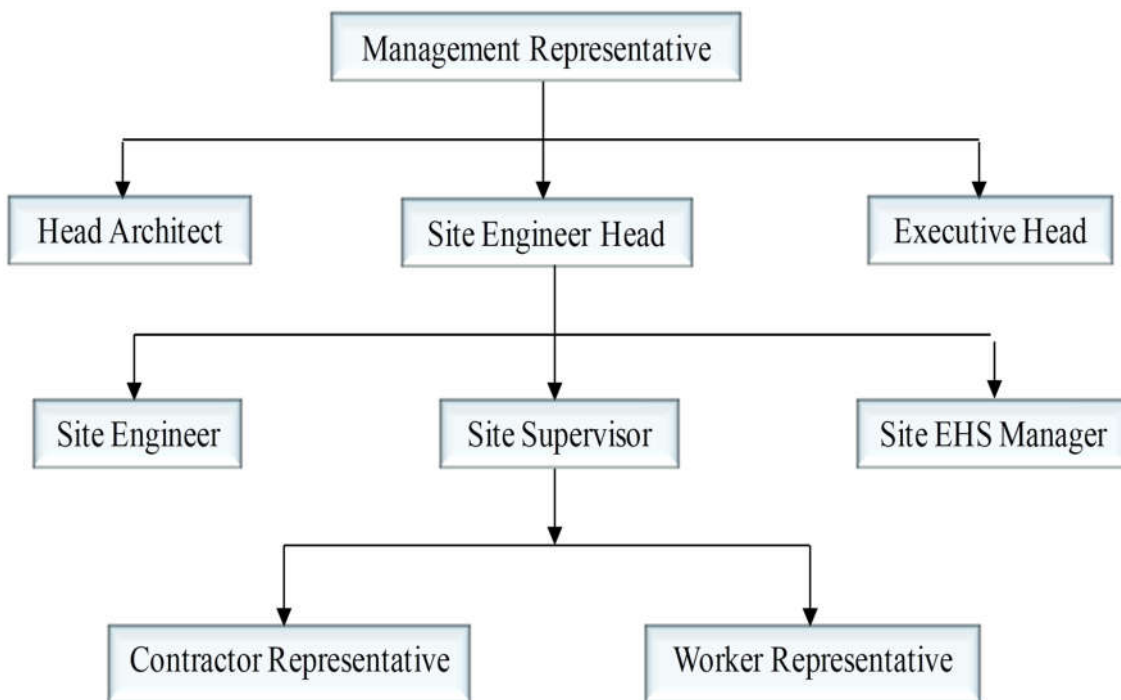 Management Representative
Head Architect
Site Engineer Head
Executive Head
Site Engineer
Site Supervisor
Site EHS Manager
Contractor Representative
Worker Representative